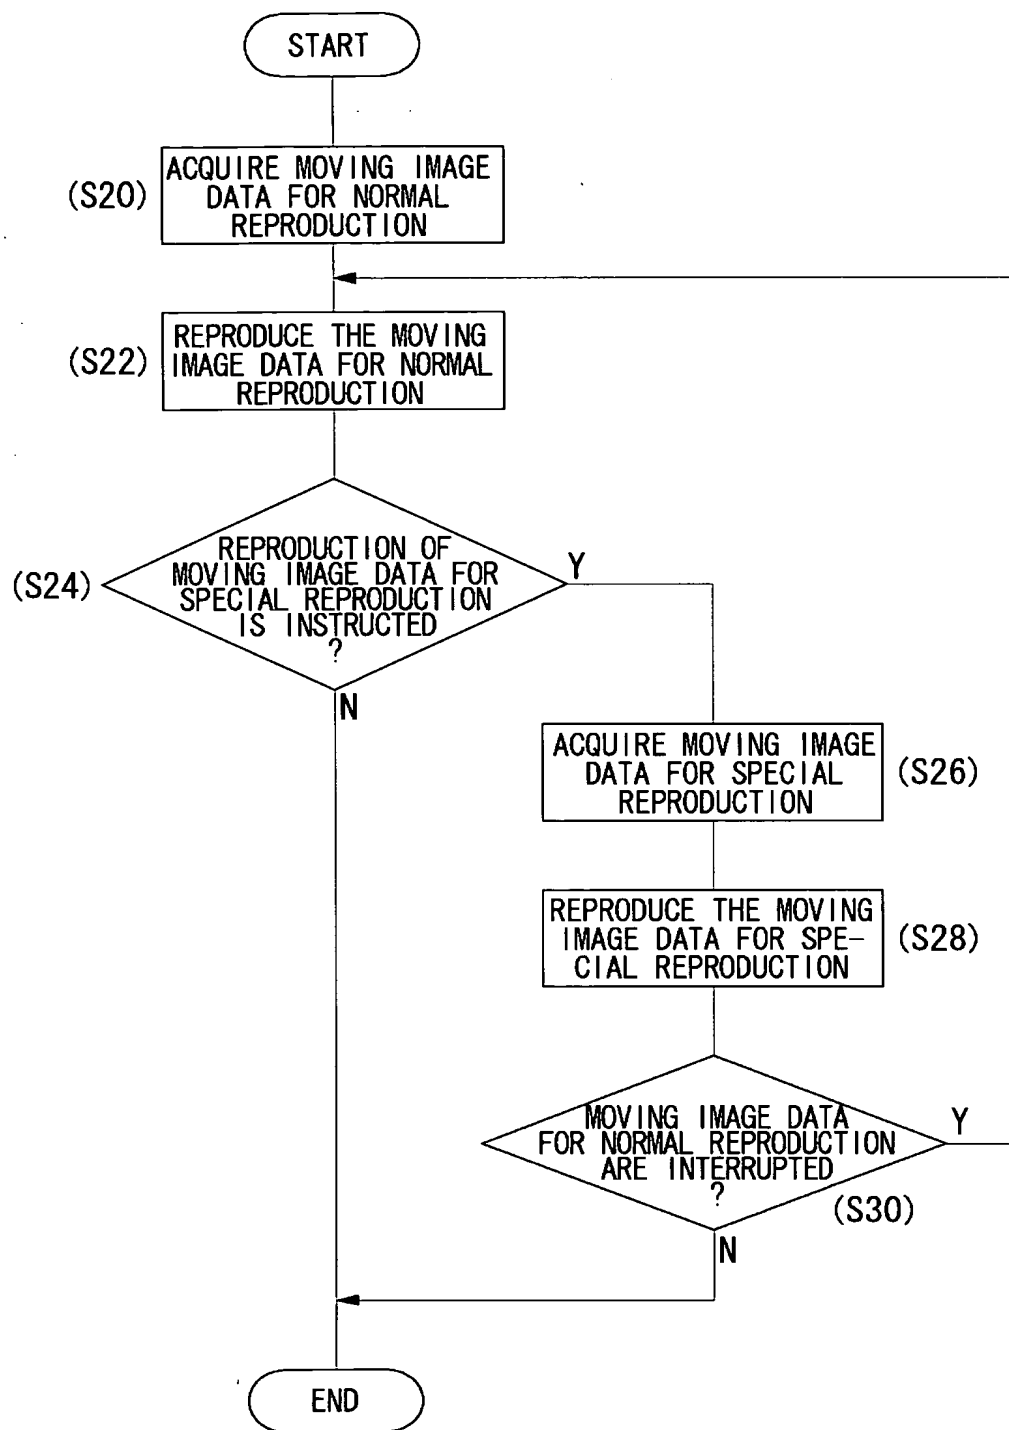 START
(S20)
ACQUIRE MOVING IMAGE
DATA FOR NORMAL
REPRODUCTION
(S22)
REPRODUCE THE MOVING
IMAGE DATA FOR NORMAL
REPRODUCTION
(S24)
REPRODUCTION OF
MOVING IMAGE DATA FOR
SPECIAL REPRODUCTION
IS INSTRUCTED
?
Y
N
ACQUIRE MOVING IMAGE
DATA FOR SPECIAL
REPRODUCTION
(S26)
REPRODUCE THE MOVING
IMAGE DATA FOR SPE-
CIAL REPRODUCTION
(S28)
MOVING IMAGE DATA
FOR NORMAL REPRODUCTION
ARE INTERRUPTED
?
Y
(S30)
N
END